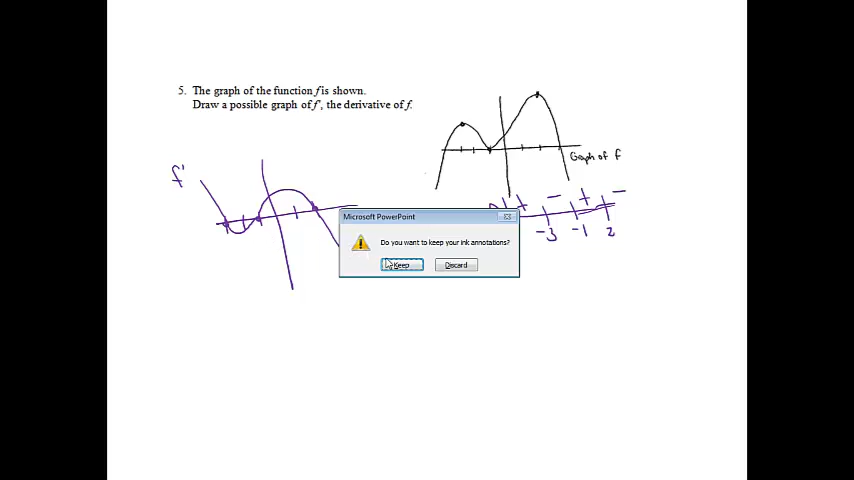 5. The graph of the function f is shown.
Draw a possible graph of f', the derivative of f.
Graph of f
f'
+ − + −
-3 -1 2
Microsoft PowerPoint
Do you want to keep your ink annotations?
Keep Discard